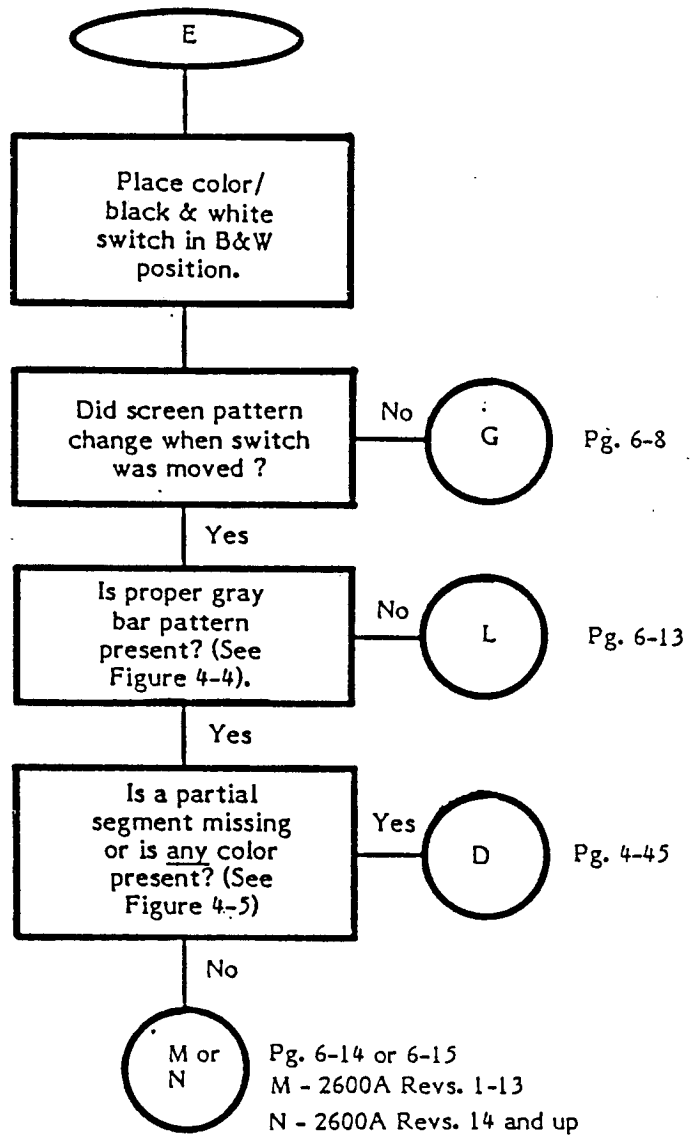 E
Place color/
black & white
switch in B&W
position.
Did screen pattern
change when switch
was moved ?
No
G
Pg. 6-8
Yes
Is proper gray
bar pattern
present? (See
Figure 4-4).
No
L
Pg. 6-13
Yes
Is a partial
segment missing
or is any color
present? (See
Figure 4-5)
Yes
D
Pg. 4-45
No
M or
N
Pg. 6-14 or 6-15
M - 2600A Revs. 1-13
N - 2600A Revs. 14 and up